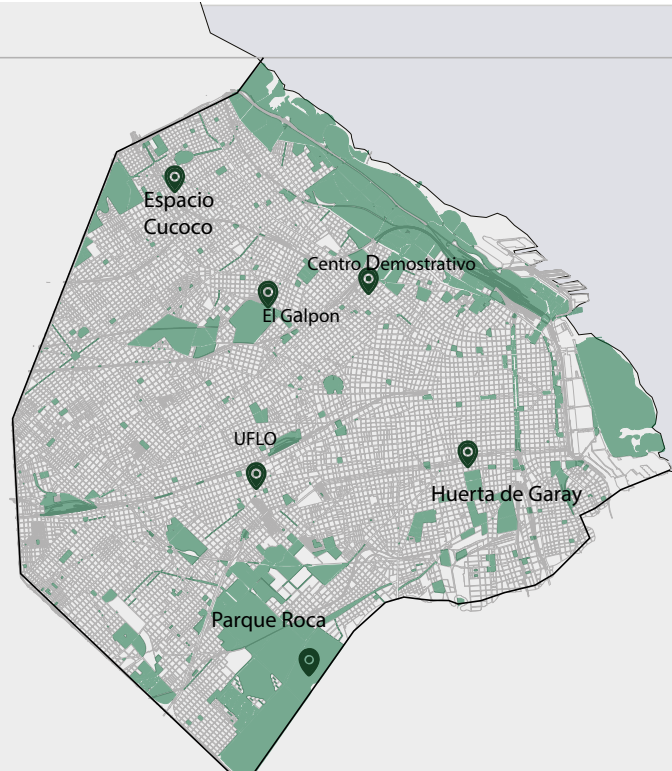 Espacio
Cucoco
Centro Demostrativo
El Galpon
UFLO
Huerta de Garay
Parque Roca